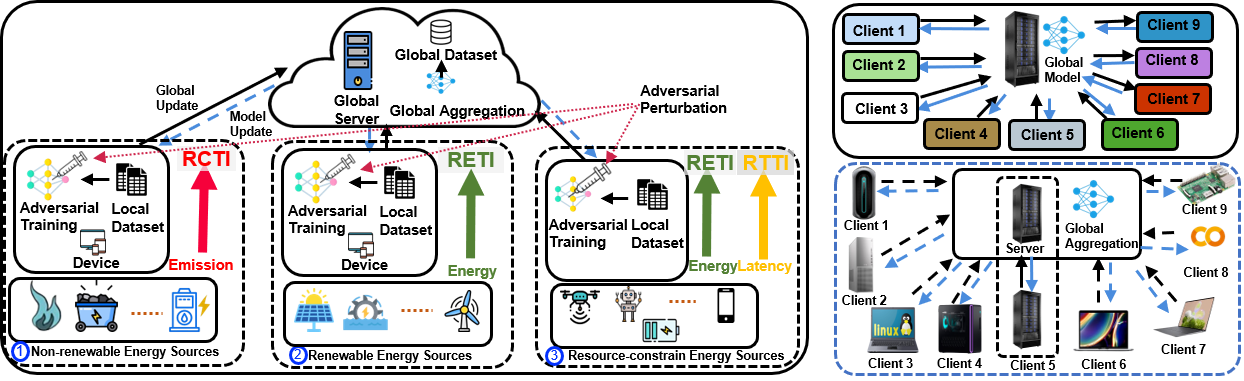 Global Dataset
Global
Server
Global Aggregation
Global
Update
Model
Update
Adversarial
Perturbation
RCTI
Adversarial
Training
Local
Dataset
Device
Emission
1 Non-renewable Energy Sources
RETI
Adversarial
Training
Local
Dataset
Device
Energy
2 Renewable Energy Sources
RETI
RTTI
Adversarial
Training
Local
Dataset
Energy
Latency
3 Resource-constrain Energy Sources
Client 1
Client 2
Client 3
Client 4
Client 5
Client 6
Client 7
Client 8
Client 9
Global
Model
Client 1
Client 2
linux
Client 3
Client 4
Client 5
Client 6
Client 7
Client 8
Client 9
Server
Global
Aggregation